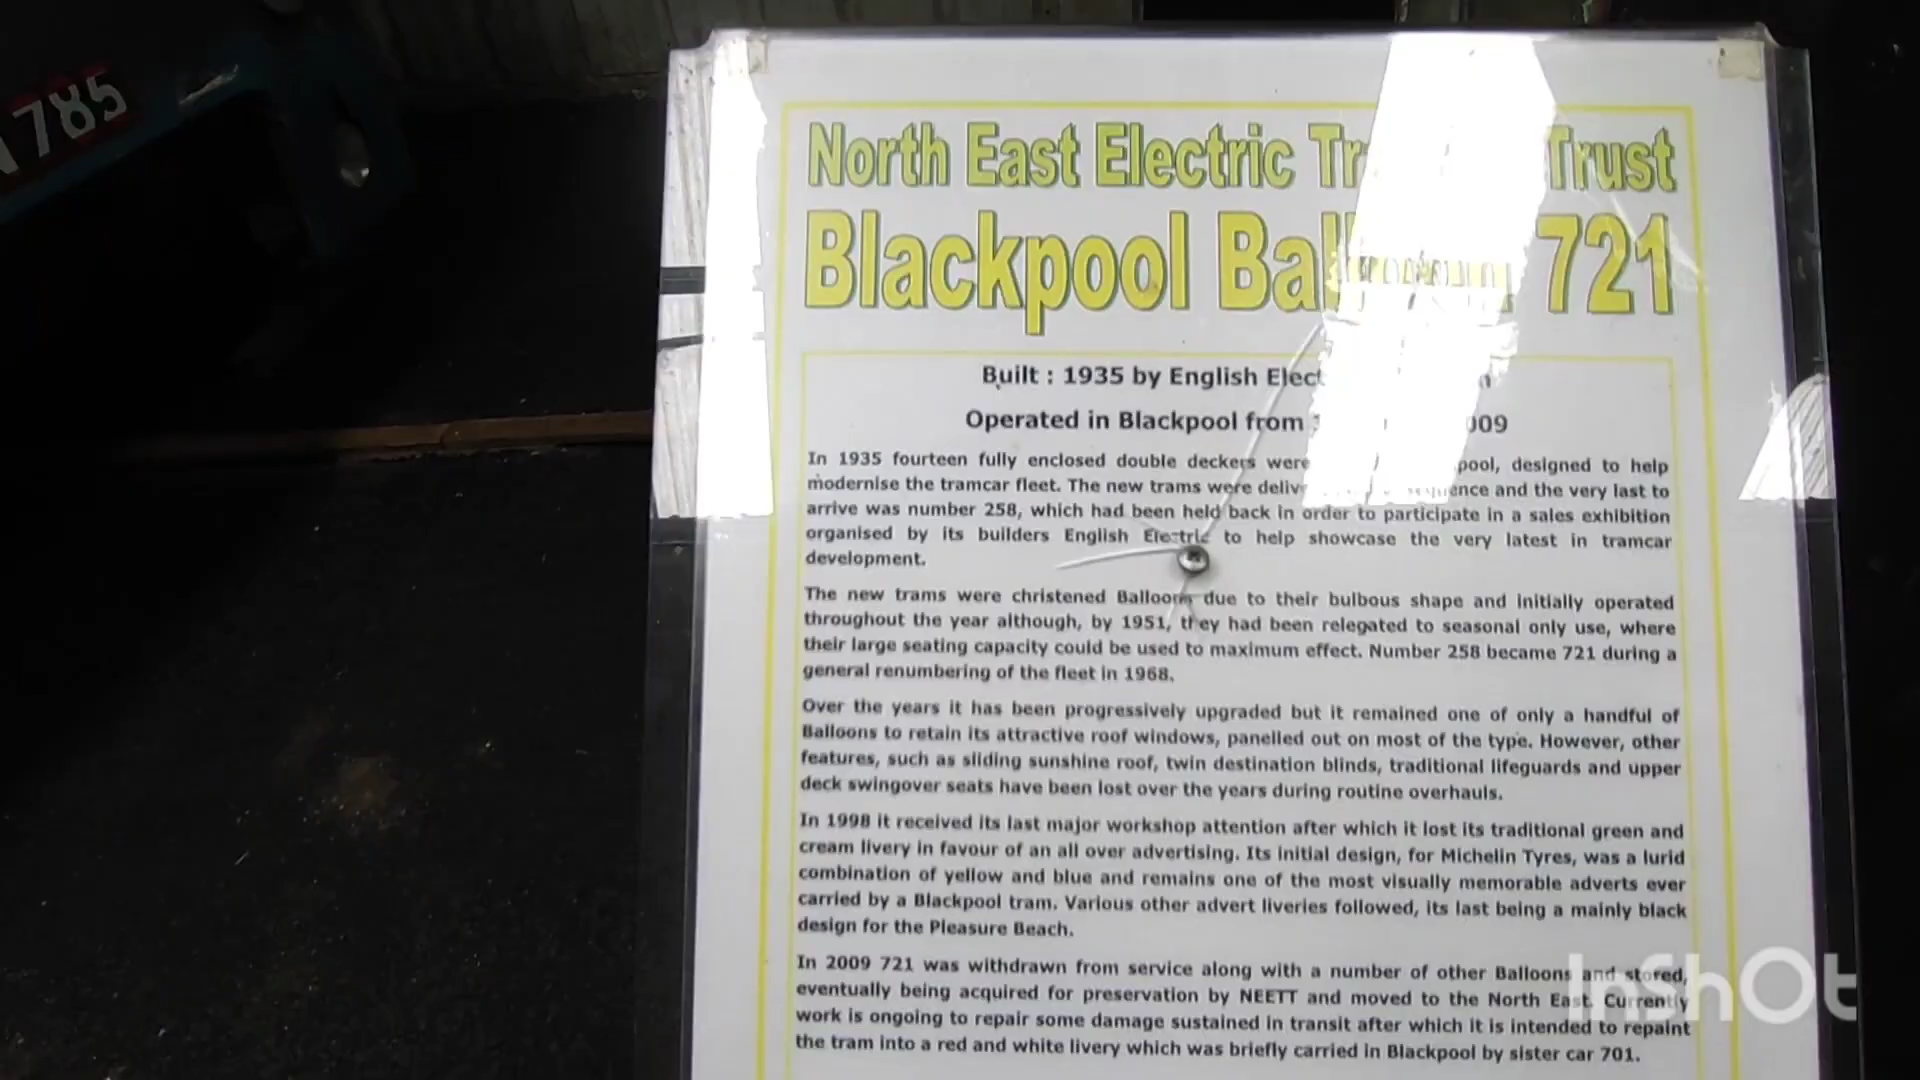 785
North East Electric Trust
Blackpool 721
Built : 1935 by English
Operated in Blackpool from
In 1935 fourteen fully enclosed double deckers were designed to help
modernise the tramcar fleet. The new trams were and the very last to
arrive was number 258, which had been held back in order to participate in a sales exhibition
organised by its builders English Electric to help showcase the very latest in tramcar
development.
The new trams were christened Balloons due to their bulbous shape and initially operated
throughout the year although, by 1951, they had been relegated to seasonal only use, where
their large seating capacity could be used to maximum effect. Number 258 became 721 during a
general renumbering of the fleet in 1968.
Over the years it has been progressively upgraded but it remained one of only a handful of
Balloons to retain its attractive roof windows, panelled out on most of the type. However, other
features, such as sliding sunshine roof, twin destination blinds, traditional lifeguards and upper
deck swingover seats have been lost over the years during routine overhauls.
In 1998 it received its last major workshop attention after which it lost its traditional green and
cream livery in favour of an all over advertising. Its initial design, for Michelin Tyres, was a lurid
combination of yellow and blue and remains one of the most visually memorable adverts ever
carried by a Blackpool tram. Various other advert liveries followed, its last being a mainly black
design for the Pleasure Beach.
In 2009 721 was withdrawn from service along with a number of other Balloons and stored,
eventually being acquired for preservation by NEETT and moved to the North East. Currently
work is ongoing to repair some damage sustained in transit after which it is intended to repaint
the tram into a red and white livery which was briefly carried in Blackpool by sister car 701.
InShOt